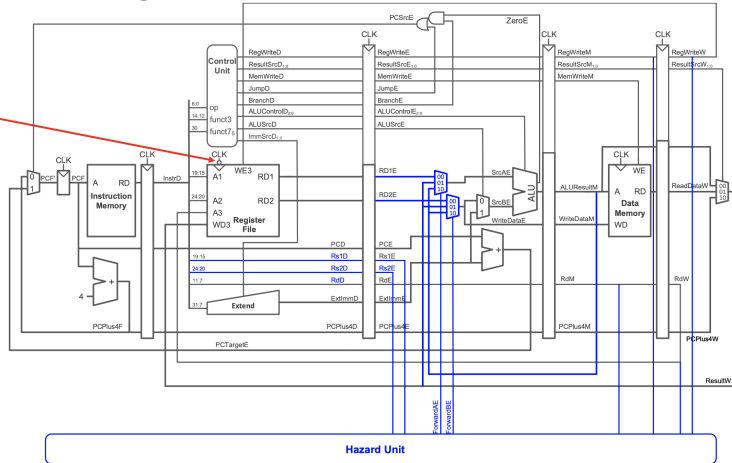 PCSrcE
ZeroE
CLK
CLK
CLK
Control
Unit
RegWriteD
RegWriteE
RegWriteM
RegWriteW
ResultSrcD1:0
ResultSrcE1:0
ResultSrcM1:0
ResultSrcW1:0
MemWriteD
MemWriteE
MemWriteM
JumpD
JumpE
6:0
op
BranchD
BranchE
14:12
funct3
ALUControlD2:0
ALUControlE2:0
30
funct75
ALUSrcD
ALUSrcE
ImmSrcD1:0
CLK
CLK
CLK
CLK
0
1
PCF'
PCF
A
RD
Instruction
Memory
InstrD
19:15
A1
WE3
RD1
RD1E
00
01
10
SrcAE
ALU
ALUResultM
WE
A
RD
ReadDataW
00
01
10
24:20
A2
RD2
RD2E
00
01
10
0
1
SrcBE
Data
Memory
A3
Register
File
WD3
WriteDataE
WriteDataM
WD
PCD
PCE
+
19:15
Rs1D
Rs1E
24:20
Rs2D
Rs2E
11:7
RdD
RdE
RdM
RdW
4
+
31:7
Extend
ExtImmD
ExtImmE
PCPlus4F
PCPlus4D
PCPlus4E
PCPlus4M
PCPlus4W
PCTargetE
ResultW
ForwardAE
ForwardBE
Hazard Unit